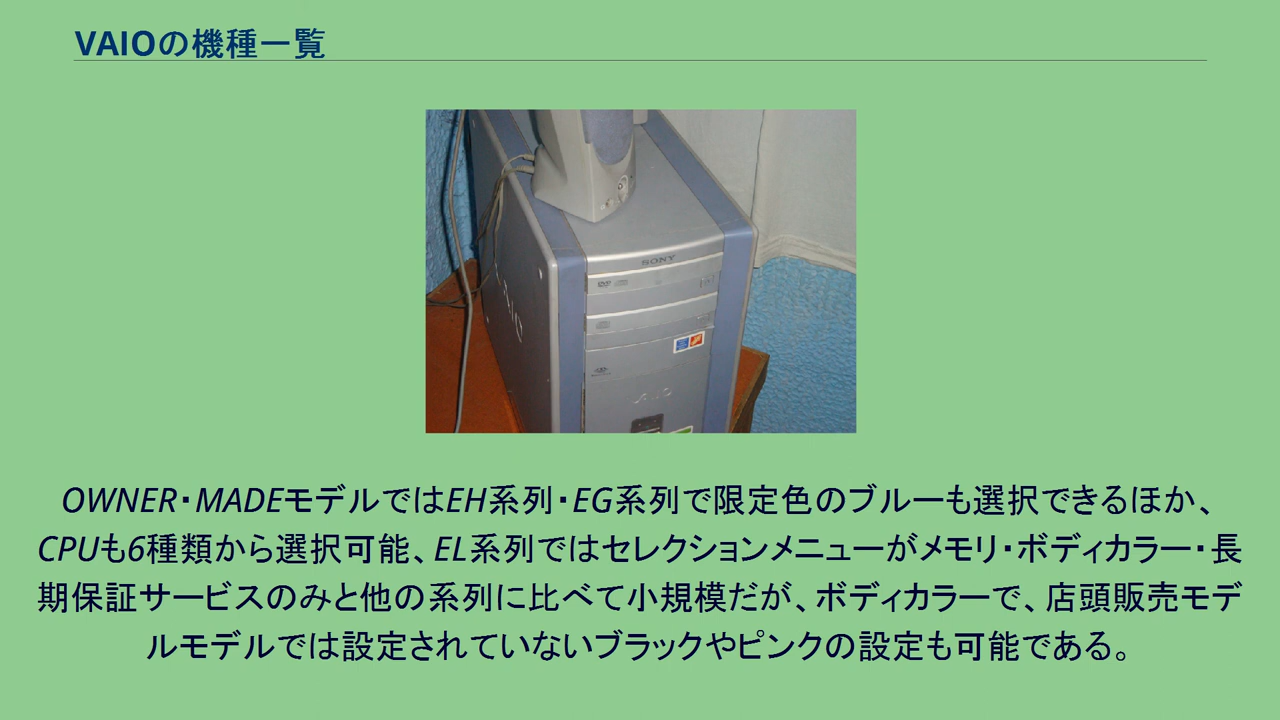 VAIOの機種一覧
SONY
VAIO
VAIO
OWNER・MADEモデルではEH系列・EG系列で限定色のブルーも選択できるほか、
CPUも6種類から選択可能、EL系列ではセレクションメニューがメモリ・ボディカラー・長
期保証サービスのみと他の系列に比べて小規模だが、ボディカラーで、店頭販売モデ
ルモデルでは設定されていないブラックやピンクの設定も可能である。